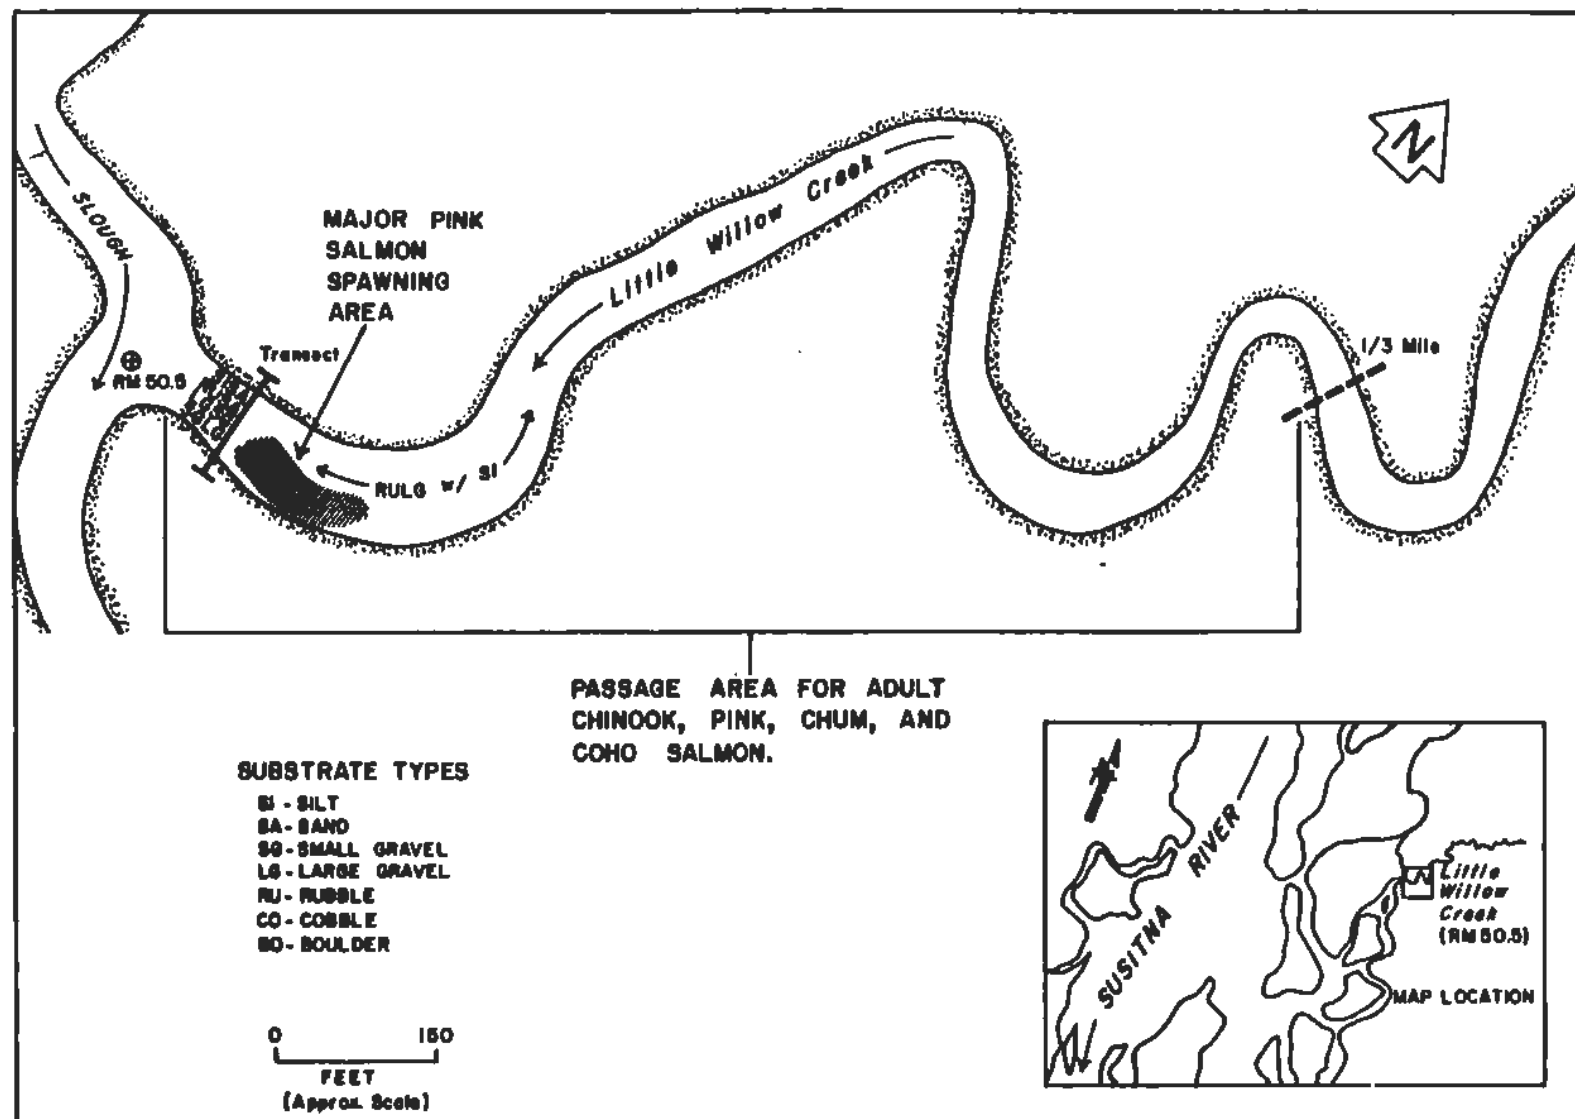 N
SLOUGH
MAJOR PINK
SALMON
SPAWNING
AREA
Little Willow Creek
Transect
RM 50.5
1/3 Mile
RULG w/ SI
PASSAGE AREA FOR ADULT
CHINOOK, PINK, CHUM, AND
COHO SALMON.
SUBSTRATE TYPES
SI - SILT
SA - SAND
SG - SMALL GRAVEL
LG - LARGE GRAVEL
RU - RUBBLE
CO - COBBLE
BO - BOULDER
0 150
FEET
(Approx. Scale)
SUSITNA RIVER
Little
Willow
Creek
(RM 50.5)
MAP LOCATION